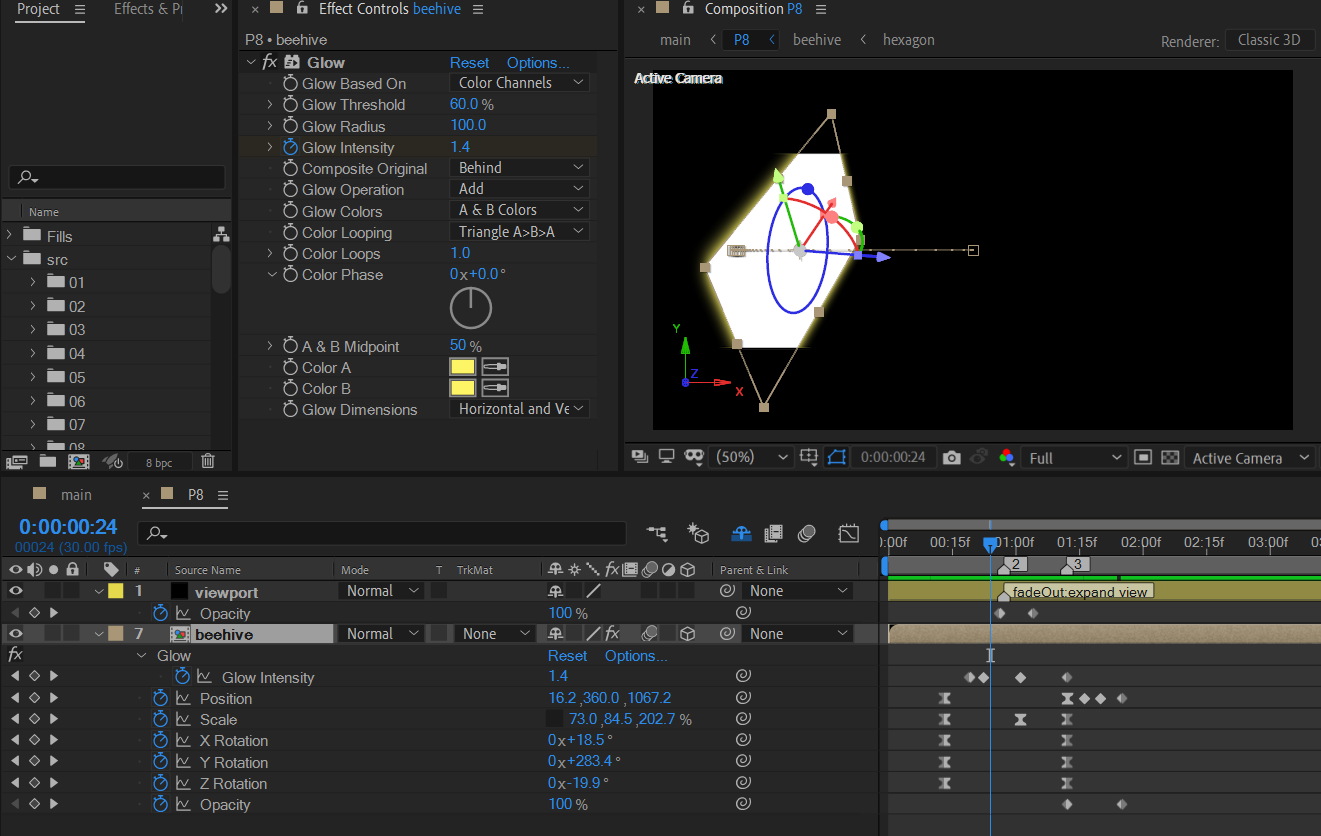 Project
Effects & P
Effect Controls beehive
Composition P8
P8 • beehive
main
P8
beehive
hexagon
Renderer:
Classic 3D
fx Glow
Reset
Options...
Glow Based On
Color Channels
Glow Threshold
60.0 %
Glow Radius
100.0
Glow Intensity
1.4
Composite Original
Behind
Glow Operation
Add
Glow Colors
A & B Colors
Color Looping
Triangle A>B>A
Color Loops
1.0
Color Phase
0x+0.0°
A & B Midpoint
50 %
Color A
Color B
Glow Dimensions
Horizontal and Ve
Name
Fills
src
01
02
03
04
05
06
07
08
8 bpc
Active Camera
Y
Z
X
(50%)
0:00:00:24
Full
Active Camera
main
P8
0:00:00:24
00024 (30.00 fps)
):00f
00:15f
01:00f
01:15f
02:00f
02:15f
03:00f
03
2
3
#
Source Name
Mode
T
TrkMat
fx
Parent & Link
1
viewport
Normal
None
fadeOut:expand view
Opacity
100 %
7
beehive
Normal
None
fx
None
fx
Glow
Reset
Options...
Glow Intensity
1.4
Position
16.2,360.0,1067.2
Scale
73.0,84.5,202.7 %
X Rotation
0x+18.5°
Y Rotation
0x+283.4°
Z Rotation
0x-19.9°
Opacity
100 %